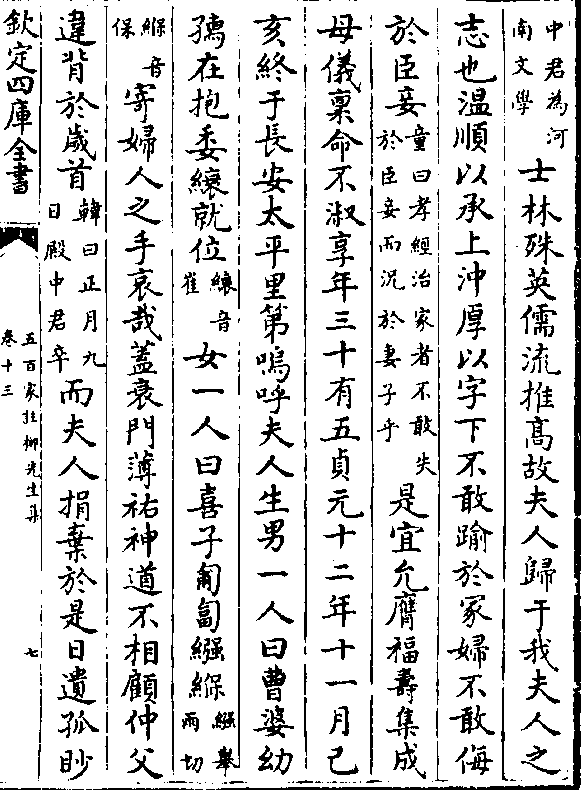 中君為河南文學士林殊英儒流推髙故夫人歸于我夫人之
志也温順以承上沖厚以字下不敢踰於冢婦不敢侮
於臣妾童曰孝經治家者不敢失於臣妾而況於妻子乎是宜允膺福壽集成
母儀稟命不淑享年三十有五貞元十二年十一月己
亥終于長安太平里第嗚呼夫人生男一人曰曹婆幼
孺在抱委縗就位縗音崔女一人曰喜子匍匐繈緥繈舉兩切
緥音保寄婦人之手哀哉蓋衰門薄祐神道不相顧仲父
違背於歲首韓曰正月九日殿中君卒而夫人捐棄於是日遺孤眇
欽定四庫全書
五百家註柳先生集
卷十三
七